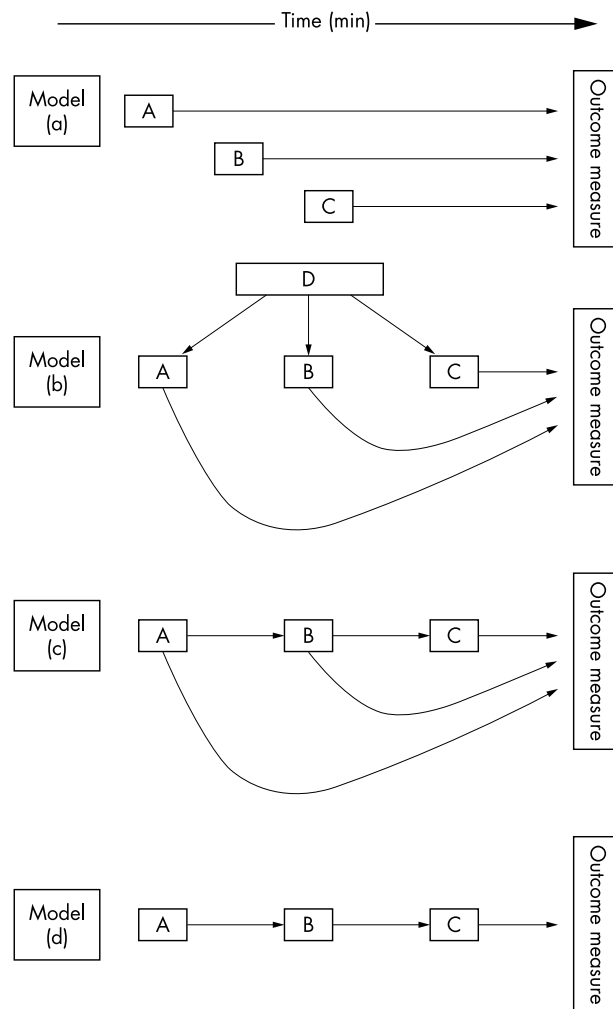 Time (min)
Model
(a)
A
B
C
Outcome measure
D
Model
(b)
A
B
C
Outcome measure
Model
(c)
A
B
C
Outcome measure
Model
(d)
A
B
C
Outcome measure